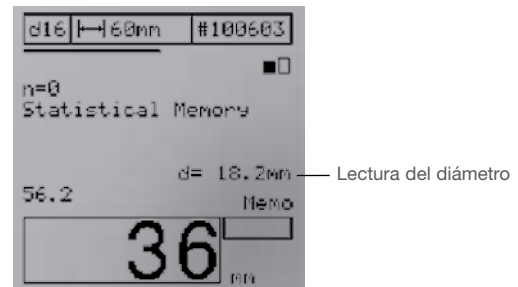 d16 60mm #100603
n=0
Statistical Memory
d= 18.2mm Lectura del diámetro
56.2 Memo
36 mm